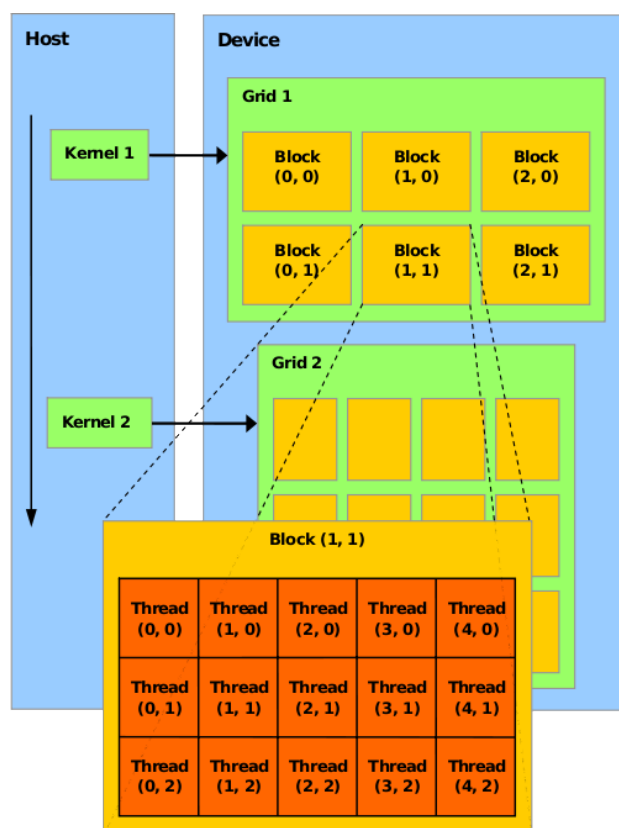 Host
Device
Grid 1
Kernel 1
Block
(0, 0)
Block
(1, 0)
Block
(2, 0)
Block
(0, 1)
Block
(1, 1)
Block
(2, 1)
Grid 2
Kernel 2
Block (1, 1)
Thread
(0, 0)
Thread
(1, 0)
Thread
(2, 0)
Thread
(3, 0)
Thread
(4, 0)
Thread
(0, 1)
Thread
(1, 1)
Thread
(2, 1)
Thread
(3, 1)
Thread
(4, 1)
Thread
(0, 2)
Thread
(1, 2)
Thread
(2, 2)
Thread
(3, 2)
Thread
(4, 2)